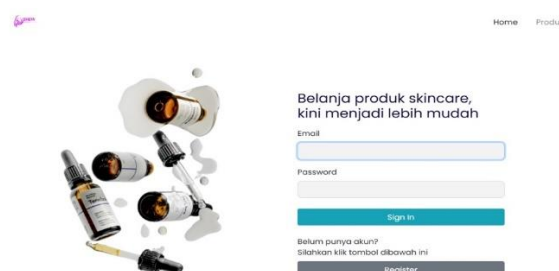 Home Produ
Belanja produk skincare,
kini menjadi lebih mudah
Email
Password
Sign In
Belum punya akun?
Silahkan klik tombol dibawah ini
Register